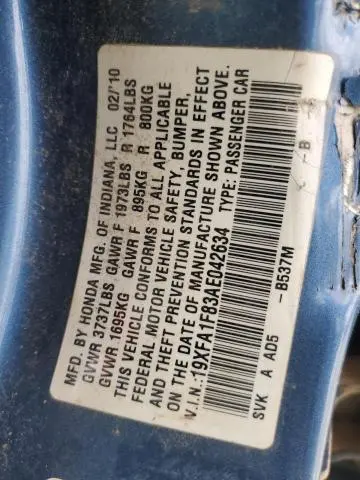 MFD. BY HONDA MFG. OF INDIANA, LLC 02/'10
GVWR 3737LBS GAWR F 1973LBS R 1764LBS
GVWR 1695KG GAWR F 895KG R 800KG
THIS VEHICLE CONFORMS TO ALL APPLICABLE
FEDERAL MOTOR VEHICLE SAFETY, BUMPER,
AND THEFT PREVENTION STANDARDS IN EFFECT
ON THE DATE OF MANUFACTURE SHOWN ABOVE.
V.I.N.:19XFA1F83AE042634 TYPE: PASSENGER CAR
-B537M -B
SVK A AD5